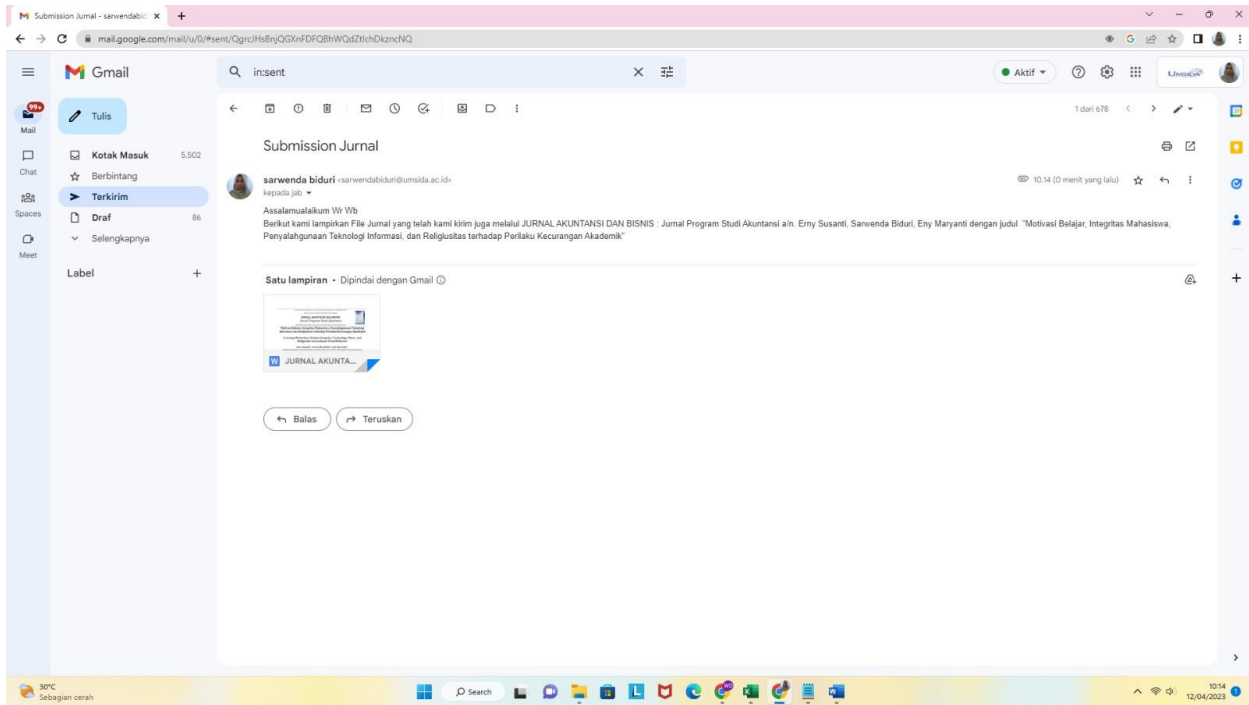 Submission Jurnal - sarwendabid
mail.google.com/mail/u/0/#sent/QgrcJHsBnjQGXnFDFQBhWQdZtlchDkzncNQ
Gmail
in:sent
Aktif
UMSIDA
99+
Mail
Tulis
1 dari 678
Submission Jurnal
Chat
Kotak Masuk 5.502
Berbintang
Spaces
Terkirim
Draf 86
Meet
Selengkapnya
Label
sarwenda biduri <sarwendabiduri@umsida.ac.id>
10.14 (0 menit yang lalu)
kepada jab
Assalamualaikum Wr Wb
Berikut kami lampirkan File Jurnal yang telah kami kirim juga melalui JURNAL AKUNTANSI DAN BISNIS : Jurnal Program Studi Akuntansi a/n. Erny Susanti, Sarwenda Biduri, Eny Maryanti dengan judul "Motivasi Belajar, Integritas Mahasiswa,
Penyalahgunaan Teknologi Informasi, dan Religiusitas terhadap Perilaku Kecurangan Akademik"
Satu lampiran • Dipindai dengan Gmail
W JURNAL AKUNTA...
Balas
Teruskan
30°C
Sebagian cerah
Search
10:14
12/04/2023